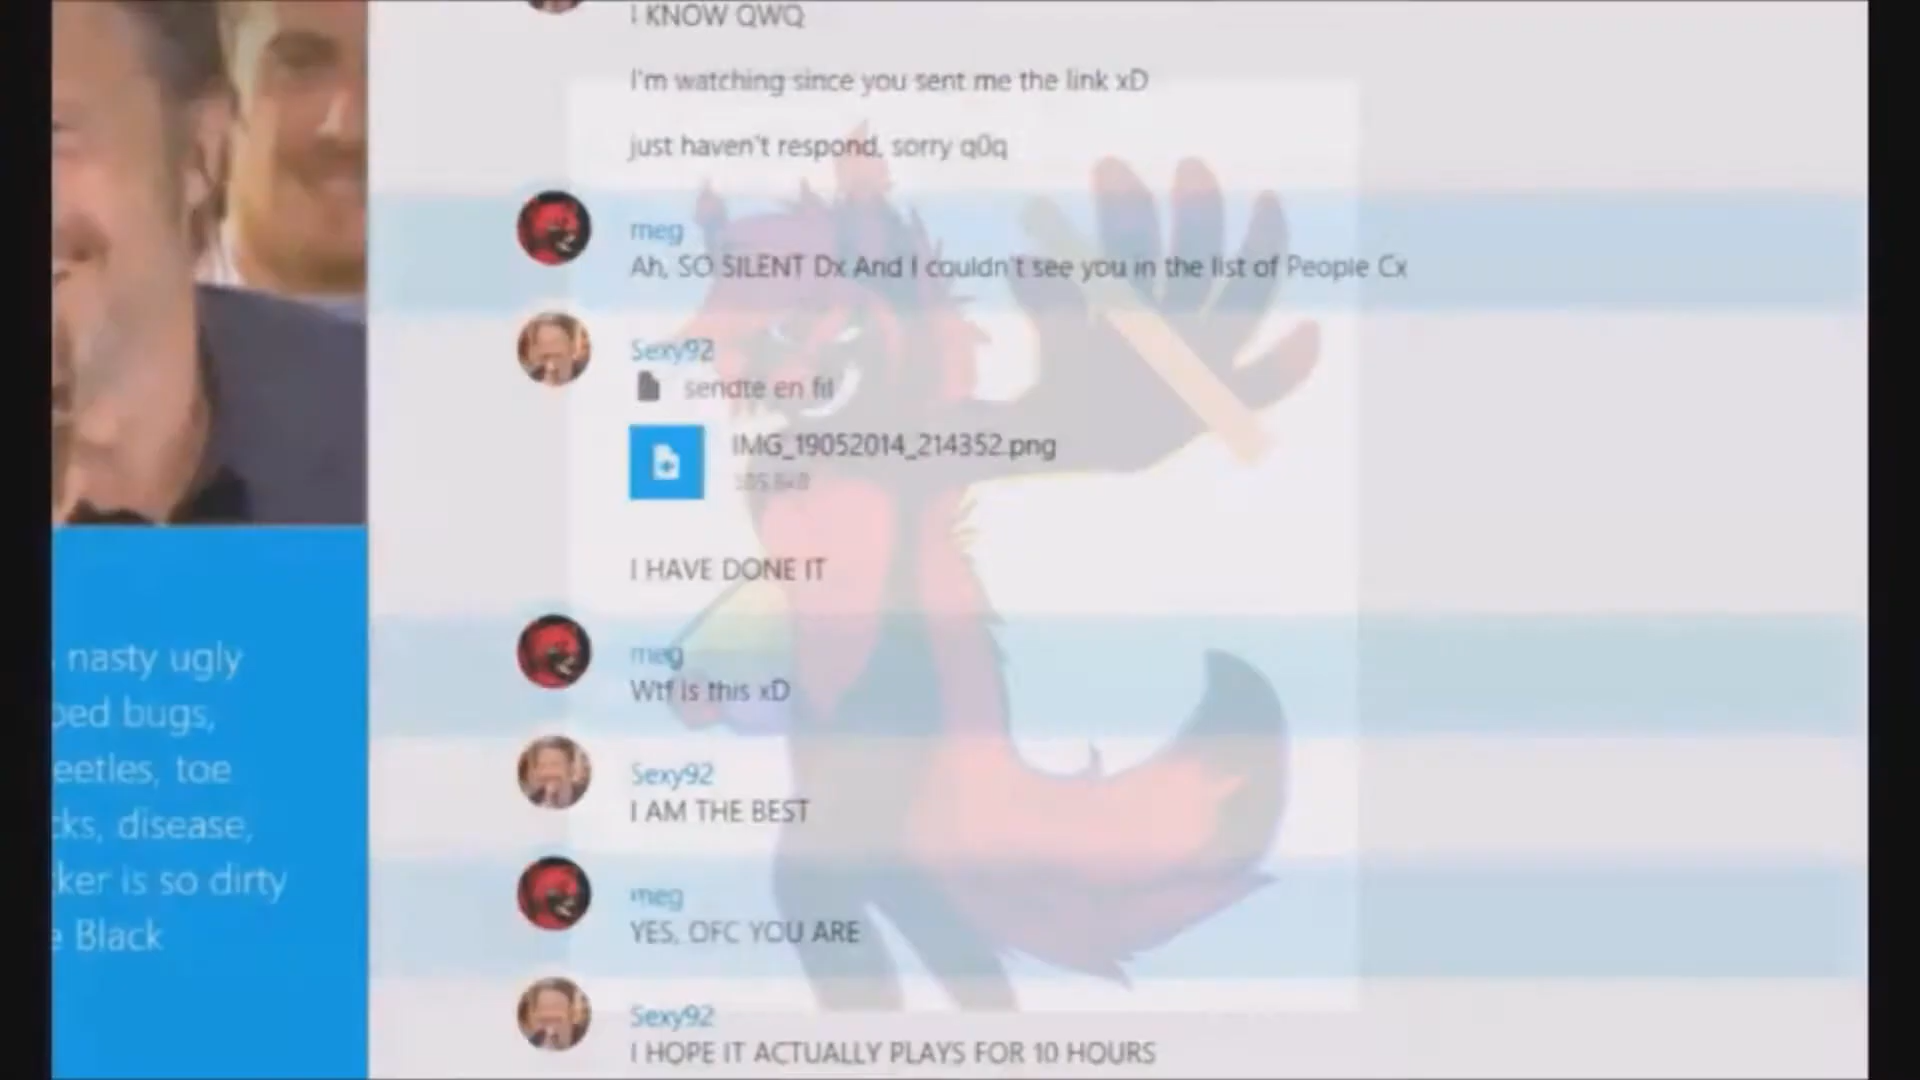 I KNOW QWQ
I'm watching since you sent me the link xD
just haven't respond, sorry q0q
meg
Ah, SO SILENT Dx And I couldn't see you in the list of People Cx
Sexy92
sendte en fil
IMG_19052014_214352.png
I HAVE DONE IT
meg
Wtf is this xD
Sexy92
I AM THE BEST
meg
YES, OFC YOU ARE
Sexy92
I HOPE IT ACTUALLY PLAYS FOR 10 HOURS
nasty ugly
bed bugs,
eetles, toe
cks, disease,
ker is so dirty
e Black